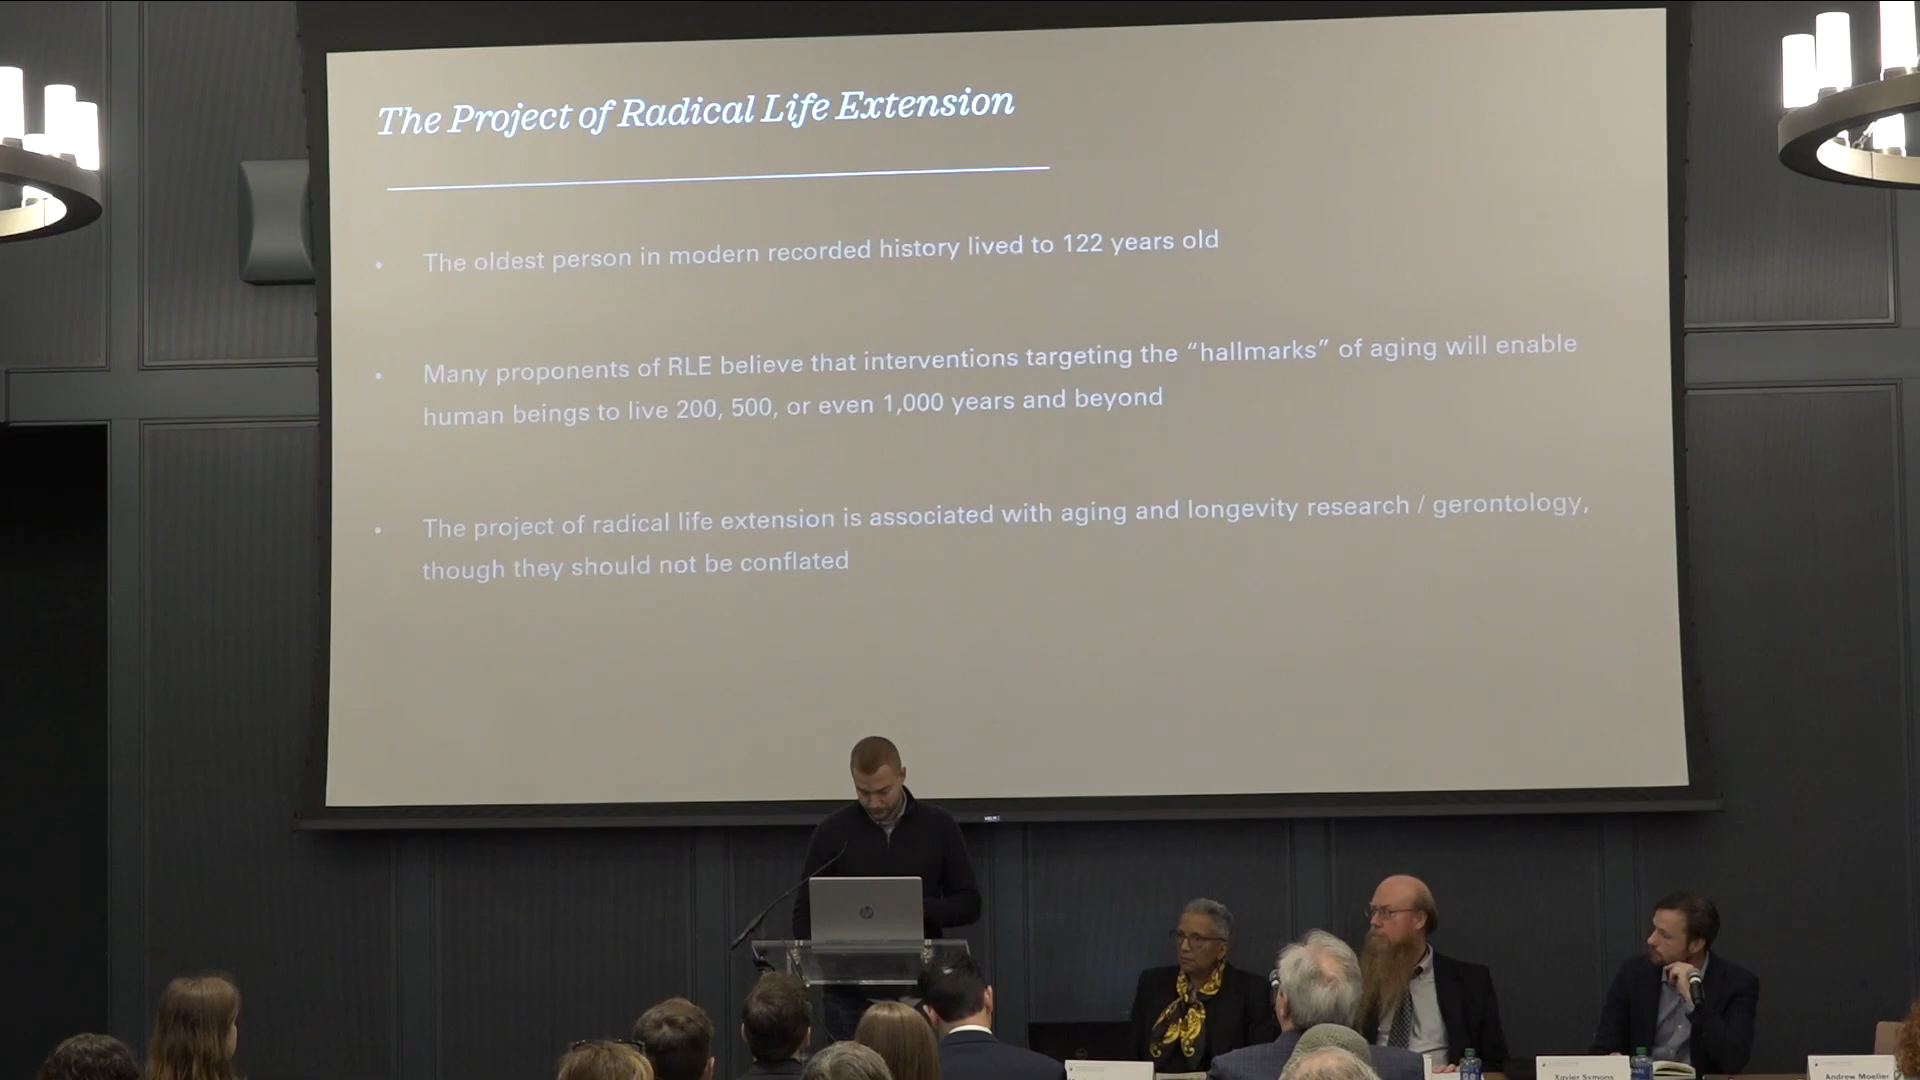 The Project of Radical Life Extension
• The oldest person in modern recorded history lived to 122 years old
• Many proponents of RLE believe that interventions targeting the “hallmarks” of aging will enable
human beings to live 200, 500, or even 1,000 years and beyond
• The project of radical life extension is associated with aging and longevity research / gerontology,
though they should not be conflated
hp
Xavier Symons
Andrew Moeller